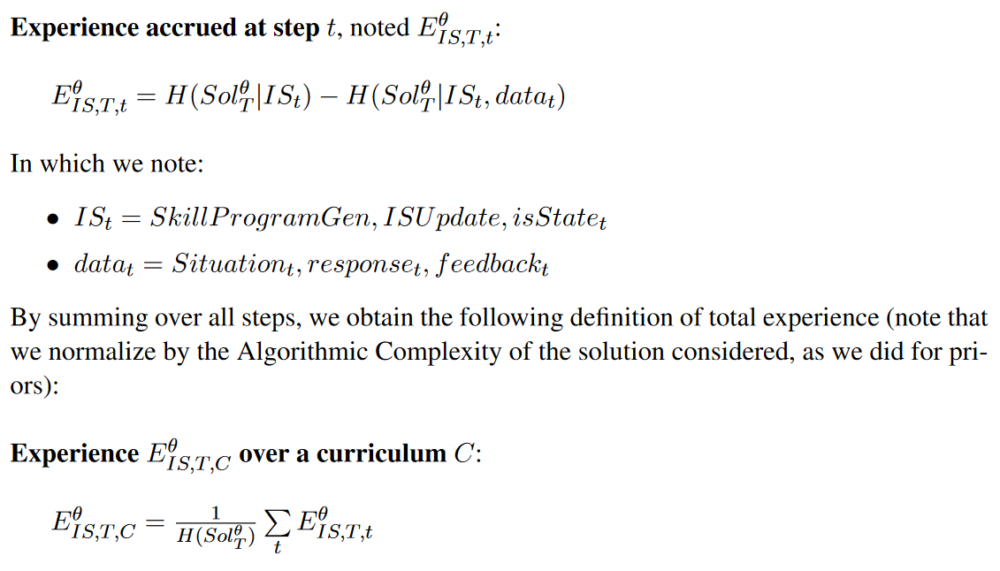 Experience accrued at step $t$, noted $E^{\theta}_{IS,T,t}$:
$E^{\theta}_{IS,T,t} = H(Sol^{\theta}_{T}|IS_t) - H(Sol^{\theta}_{T}|IS_t, data_t)$
In which we note:
• $IS_t = SkillProgramGen, ISUpdate, isState_t$
• $data_t = Situation_t, response_t, feedback_t$
By summing over all steps, we obtain the following definition of total experience (note that
we normalize by the Algorithmic Complexity of the solution considered, as we did for pri-
ors):
Experience $E^{\theta}_{IS,T,C}$ over a curriculum $C$:
$E^{\theta}_{IS,T,C} = \frac{1}{H(Sol^{\theta}_{T})} \sum_{t} E^{\theta}_{IS,T,t}$